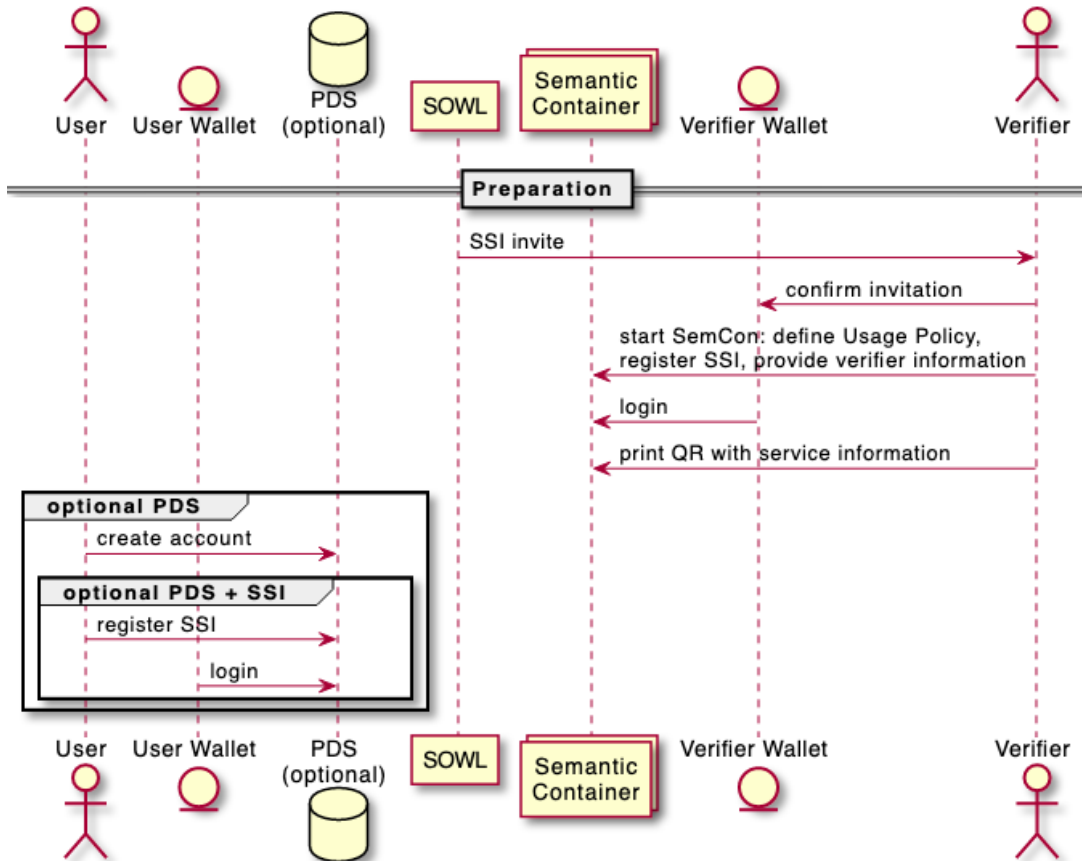 User
User Wallet
PDS
(optional)
SOWL
Semantic
Container
Verifier Wallet
Verifier
Preparation
SSI invite
confirm invitation
start SemCon: define Usage Policy,
register SSI, provide verifier information
login
print QR with service information
optional PDS
create account
optional PDS + SSI
register SSI
login
User
User Wallet
PDS
(optional)
SOWL
Semantic
Container
Verifier Wallet
Verifier